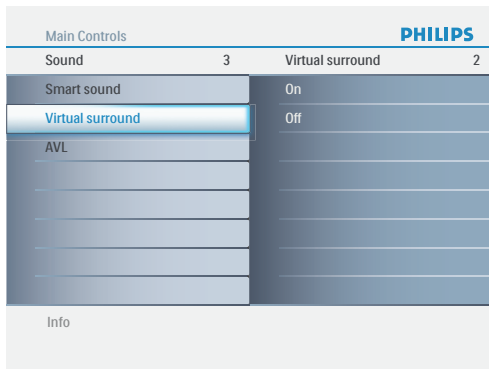 Main Controls PHILIPS
Sound 3 Virtual surround 2
Smart sound On
Virtual surround Off
AVL
Info